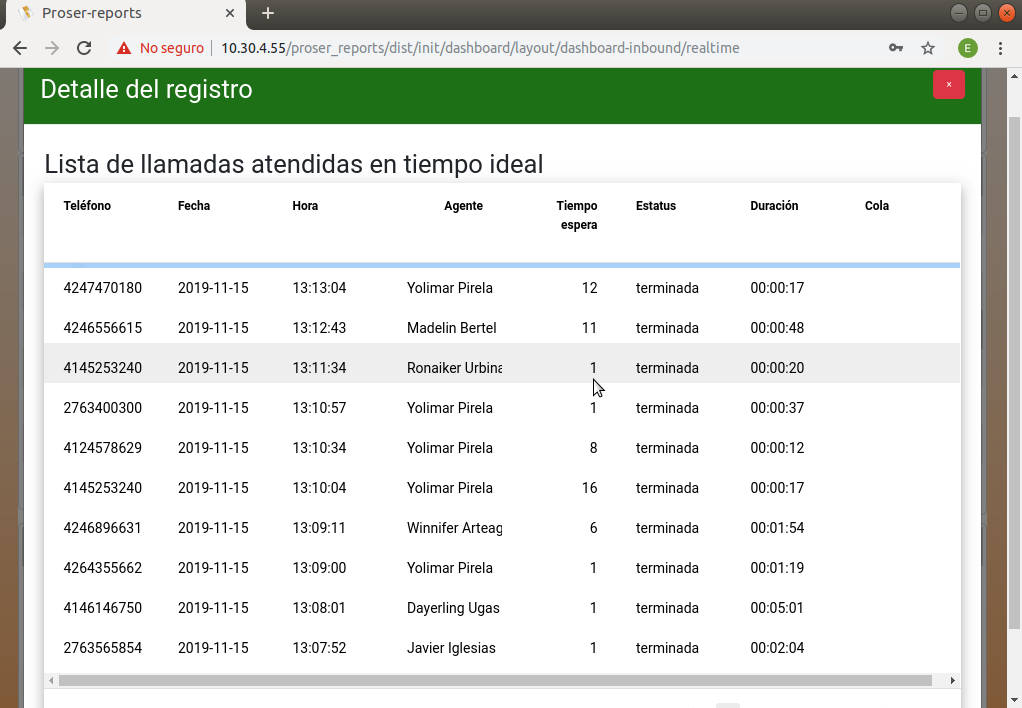 Proser-reports
No seguro 10.30.4.55/proser_reports/dist/init/dashboard/layout/dashboard-inbound/realtime E
Detalle del registro ×
Lista de llamadas atendidas en tiempo ideal
Teléfono Fecha Hora Agente Tiempo espera Estatus Duración Cola
4247470180 2019-11-15 13:13:04 Yolimar Pirela 12 terminada 00:00:17
4246556615 2019-11-15 13:12:43 Madelin Bertel 11 terminada 00:00:48
4145253240 2019-11-15 13:11:34 Ronaiker Urbina 1 terminada 00:00:20
2763400300 2019-11-15 13:10:57 Yolimar Pirela 1 terminada 00:00:37
4124578629 2019-11-15 13:10:34 Yolimar Pirela 8 terminada 00:00:12
4145253240 2019-11-15 13:10:04 Yolimar Pirela 16 terminada 00:00:17
4246896631 2019-11-15 13:09:11 Winnifer Arteag 6 terminada 00:01:54
4264355662 2019-11-15 13:09:00 Yolimar Pirela 1 terminada 00:01:19
4146146750 2019-11-15 13:08:01 Dayerling Ugas 1 terminada 00:05:01
2763565854 2019-11-15 13:07:52 Javier Iglesias 1 terminada 00:02:04